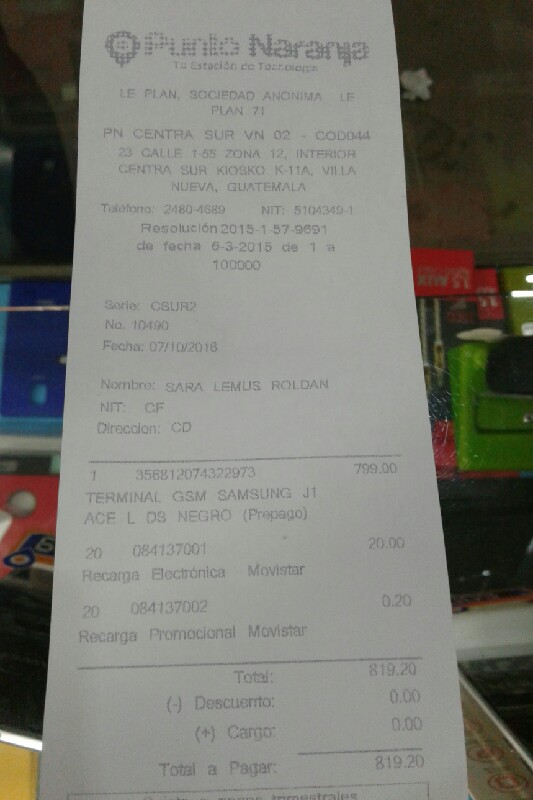 Punto Naranja
Tu Estación de Tecnología
LE PLAN, SOCIEDAD ANONIMA LE
PLAN 71
PN CENTRA SUR VN 02 - COD044
23 CALLE 1-55 ZONA 12, INTERIOR
CENTRA SUR KIOSKO K-11A, VILLA
NUEVA, GUATEMALA
Teléfono: 2480-4889 NIT: 5104340-1
Resolución 2015-1-57-9691
de fecha 6-3-2015 de 1 a
100000
Serie: CSUR2
No. 10490
Fecha: 07/10/2016
Nombre: SARA LEMUS ROLDAN
NIT: CF
Direccion: CD
1 356812074322973 799.00
TERMINAL GSM SAMSUNG J1
ACE L DS NEGRO (Prepago)
20 084137001 20.00
Recarga Electrónica Movistar
20 084137002 0.20
Recarga Promocional Movistar
Total: 819.20
(-) Descuento: 0.00
(+) Cargo: 0.00
Total a Pagar: 819.20
trimestrales